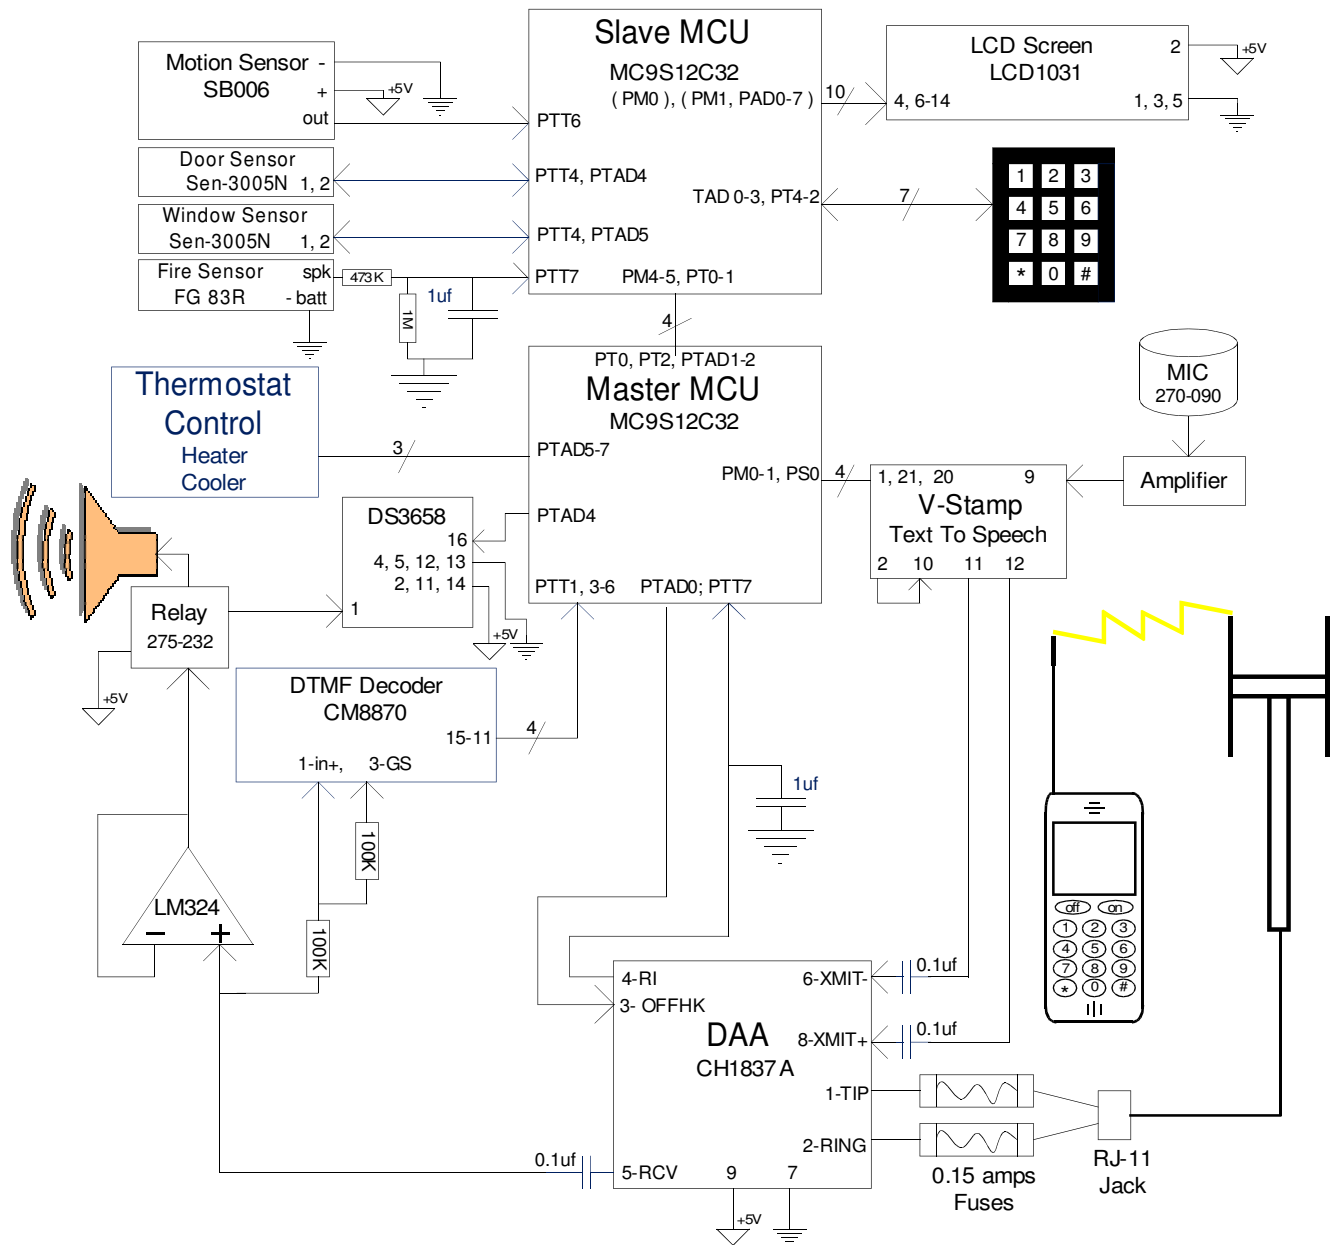 Slave MCU
MC9S12C32
( PM0 ), ( PM1, PAD0-7 )
PTT6
PTT4, PTAD4
TAD 0-3, PT4-2
PTT4, PTAD5
PTT7
PM4-5, PT0-1
Motion Sensor -
SB006
+
out
+5V
Door Sensor
Sen-3005N 1, 2
Window Sensor
Sen-3005N 1, 2
Fire Sensor spk
FG 83R - batt
473K
1M
1uf
10
LCD Screen
LCD1031
2
4, 6-14
1, 3, 5
+5V
7
1 2 3
4 5 6
7 8 9
* 0 #
4
PT0, PT2, PTAD1-2
Master MCU
MC9S12C32
PTAD5-7
PM0-1, PS0
PTAD4
PTT1, 3-6
PTAD0; PTT7
Thermostat
Control
Heater
Cooler
3
MIC
270-090
Amplifier
4
1, 21, 20 9
V-Stamp
Text To Speech
2 10 11 12
DS3658
16
4, 5, 12, 13
2, 11, 14
1
+5V
Relay
275-232
+5V
DTMF Decoder
CM8870
15-11
1-in+, 3-GS
4
100K
100K
LM324
− +
1uf
4-RI
3- OFFHK
DAA
CH1837A
6-XMIT-
8-XMIT+
1-TIP
2-RING
5-RCV
9
7
0.1uf
0.1uf
0.1uf
+5V
0.15 amps
Fuses
RJ-11
Jack
off on
1 2 3
4 5 6
7 8 9
* 0 #